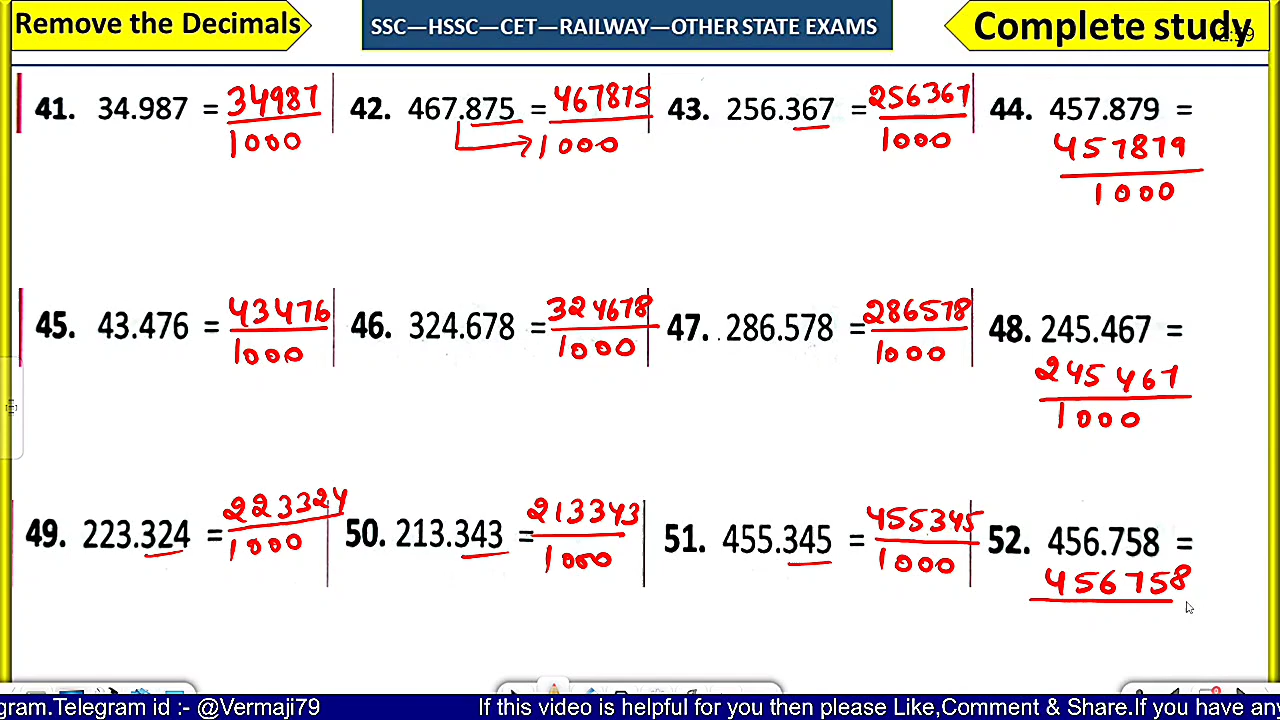 Remove the Decimals
SSC—HSSC—CET—RAILWAY—OTHER STATE EXAMS
Complete study
41. 34.987 = 34987
1000
42. 467.875 = 467875
1000
43. 256.367 = 256367
1000
44. 457.879 =
457879
1000
45. 43.476 = 43476
1000
46. 324.678 = 324678
1000
47. 286.578 = 286578
1000
48. 245.467 =
245467
1000
49. 223.324 = 223324
1000
50. 213.343 = 213343
1000
51. 455.345 = 455345
1000
52. 456.758 =
456758
gram.Telegram id :- @Vermaji79
If this video is helpful for you then please Like,Comment & Share.If you have any